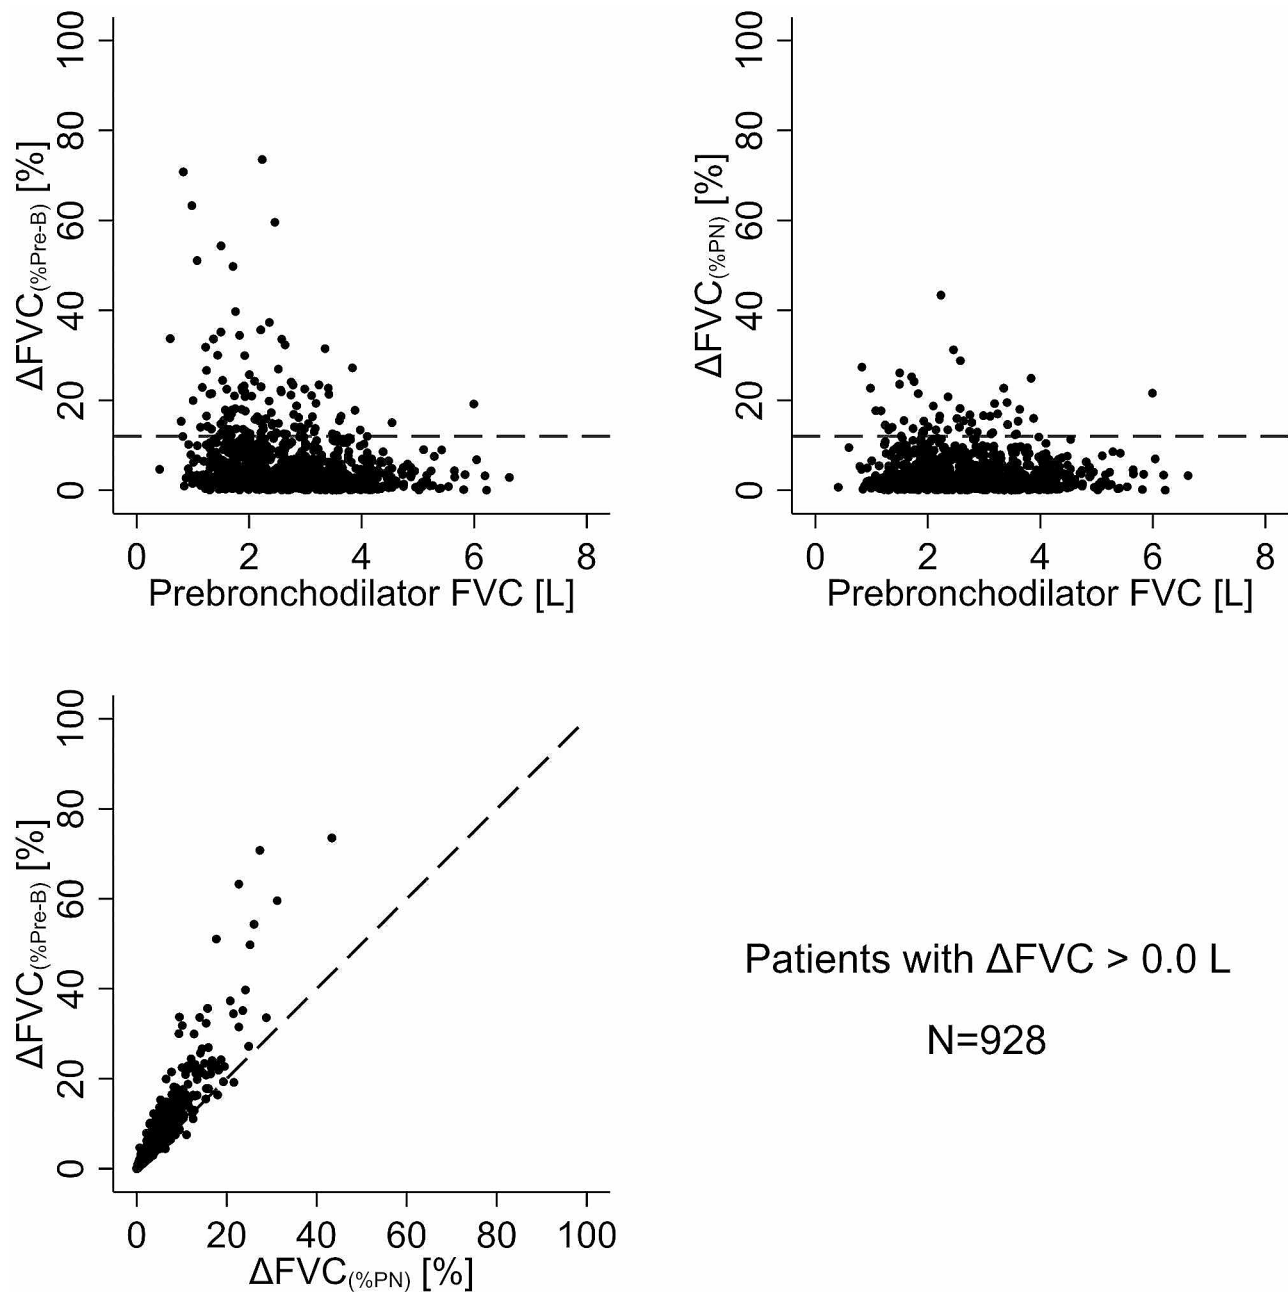 ΔFVC(%Pre-B) [%]
100
80
60
40
20
0
0 2 4 6 8
Prebronchodilator FVC [L]
ΔFVC(%PN) [%]
100
80
60
40
20
0
0 2 4 6 8
Prebronchodilator FVC [L]
ΔFVC(%Pre-B) [%]
100
80
60
40
20
0
0 20 40 60 80 100
ΔFVC(%PN) [%]
Patients with ΔFVC > 0.0 L
N=928